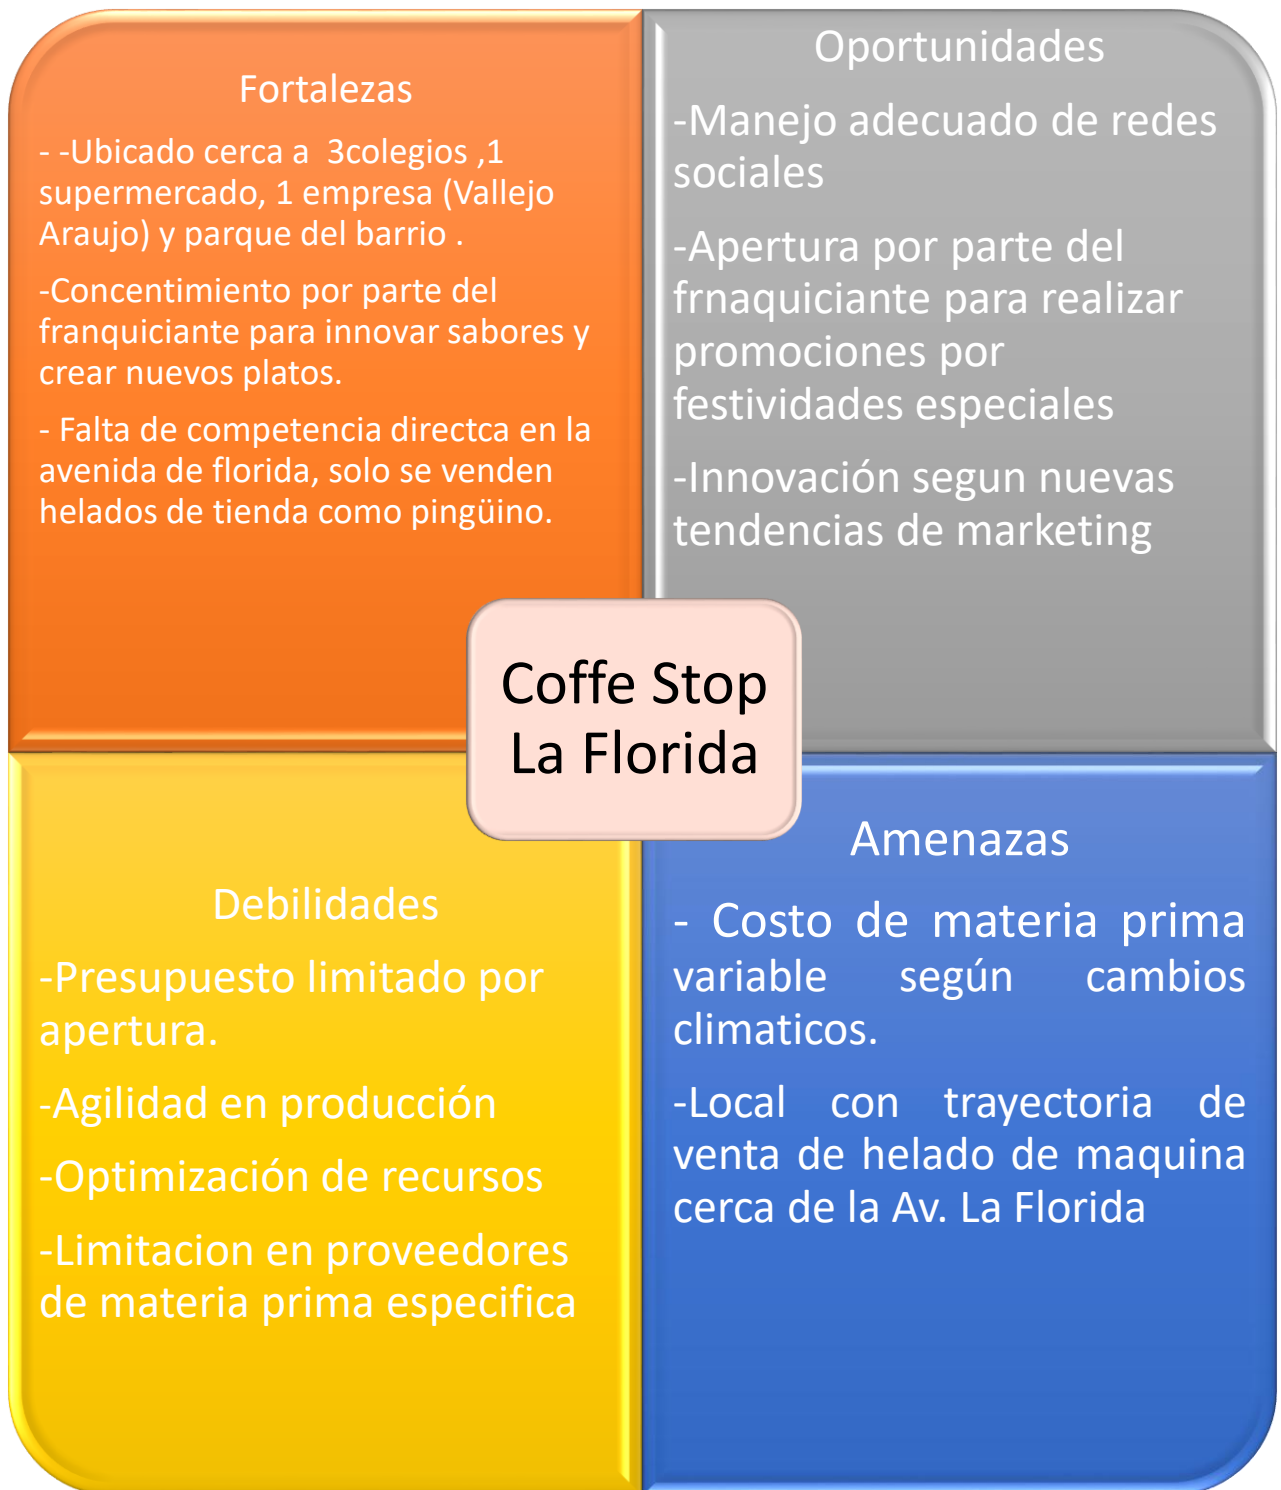 Fortalezas
- -Ubicado cerca a  3colegios ,1
supermercado, 1 empresa (Vallejo
Araujo) y parque del barrio .
-Concentimiento por parte del
franquiciante para innovar sabores y
crear nuevos platos.
- Falta de competencia directca en la
avenida de florida, solo se venden
helados de tienda como pingüino.
Oportunidades
-Manejo adecuado de redes
sociales
-Apertura por parte del
frnaquiciante para realizar
promociones por
festividades especiales
-Innovación segun nuevas
tendencias de marketing
Coffe Stop
La Florida
Debilidades
-Presupuesto limitado por
apertura.
-Agilidad en producción
-Optimización de recursos
-Limitacion en proveedores
de materia prima especifica
Amenazas
- Costo de materia prima
variable según cambios
climaticos.
-Local con trayectoria de
venta de helado de maquina
cerca de la Av. La Florida